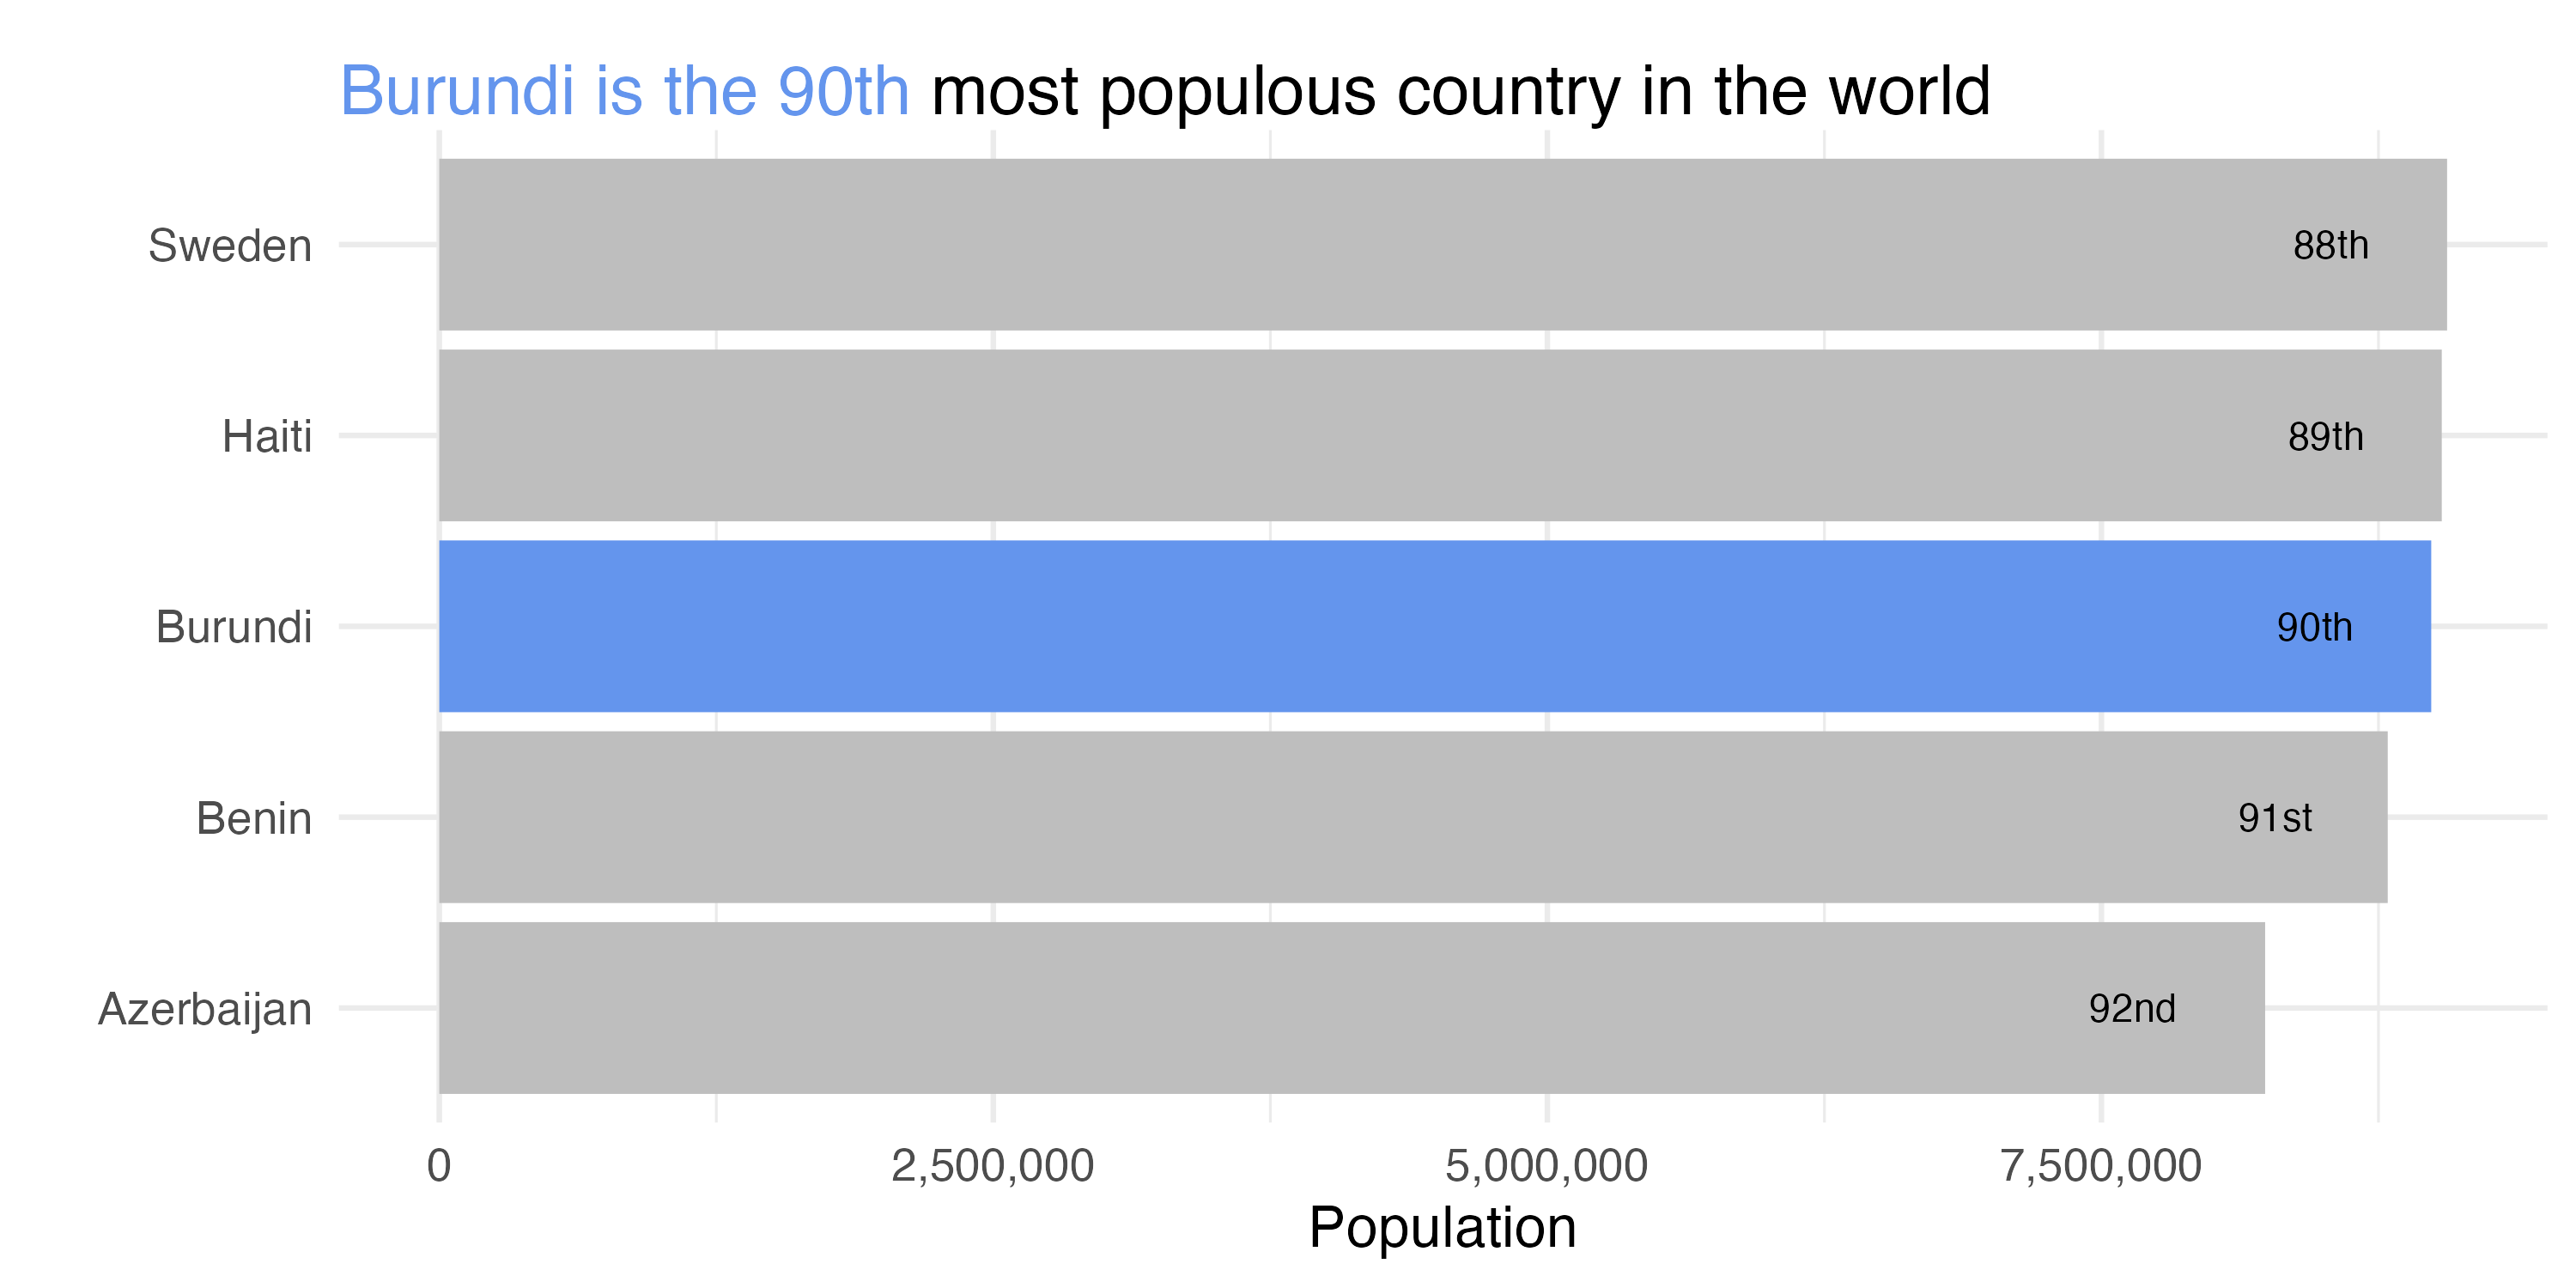 Burundi is the 90th most populous country in the world
Sweden
88th
Haiti
89th
Burundi
90th
Benin
91st
Azerbaijan
92nd
0 2,500,000 5,000,000 7,500,000
Population